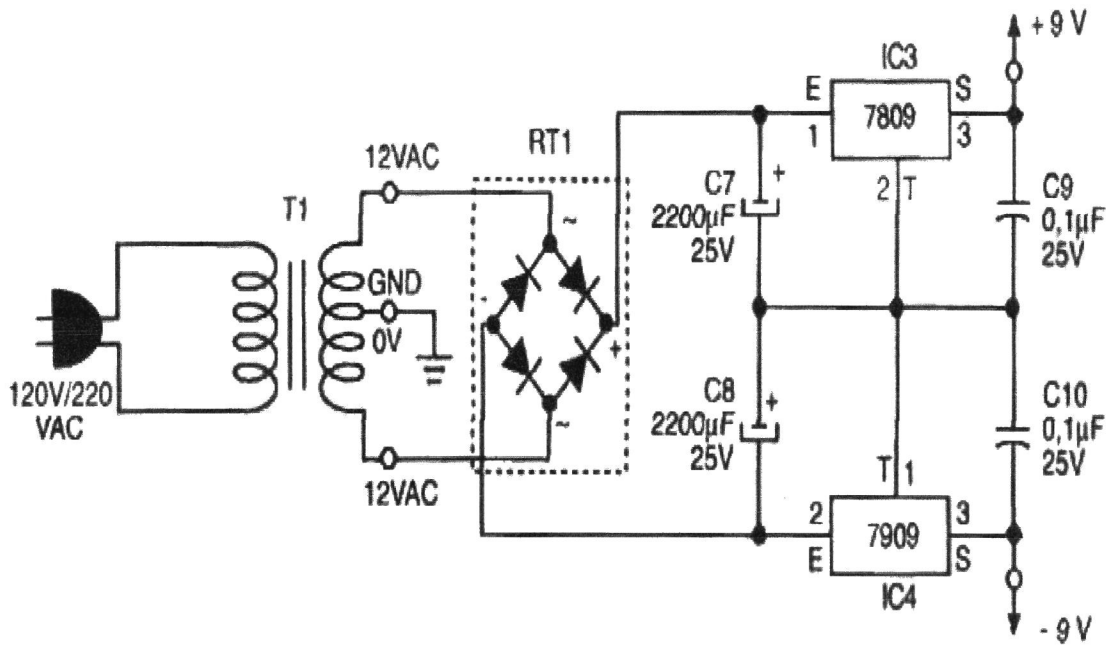 + 9 V
IC3
E
S
7809
1
3
2
T
RT1
12VAC
~
T1
GND
0V
-
+
120V/220
VAC
~
12VAC
+
C7
2200µF
25V
C9
0,1µF
25V
+
C8
2200µF
25V
C10
0,1µF
25V
T
1
2
3
7909
E
S
IC4
- 9 V